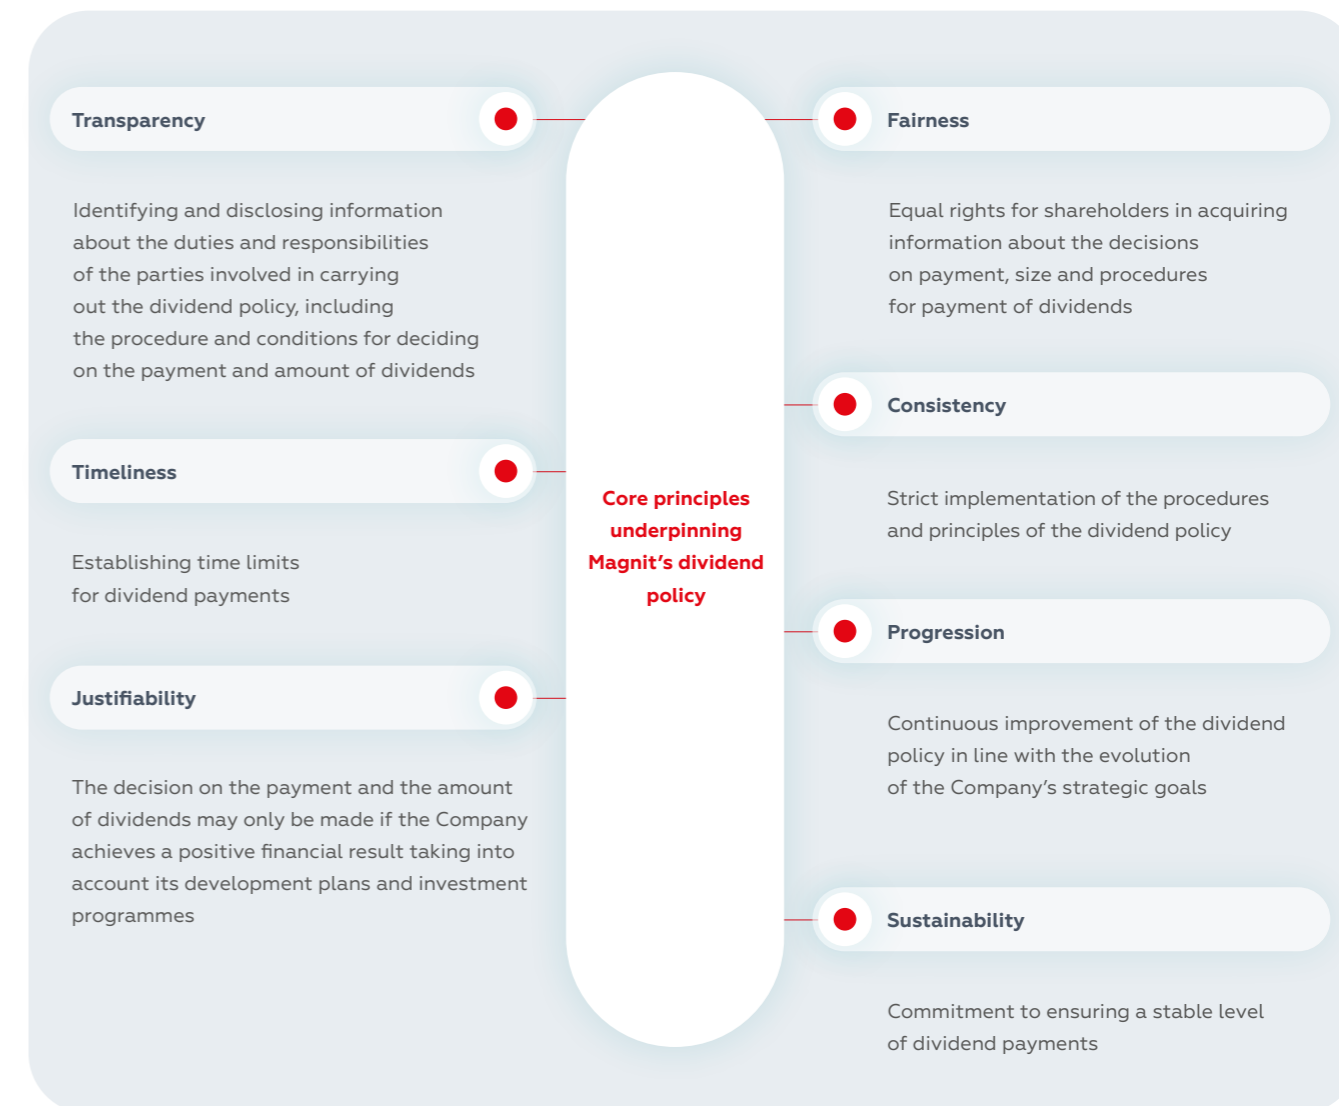 Transparency
Identifying and disclosing information
about the duties and responsibilities
of the parties involved in carrying
out the dividend policy, including
the procedure and conditions for deciding
on the payment and amount of dividends
Timeliness
Establishing time limits
for dividend payments
Justifiability
The decision on the payment and the amount
of dividends may only be made if the Company
achieves a positive financial result taking into
account its development plans and investment
programmes
Core principles
underpinning
Magnit’s dividend
policy
Fairness
Equal rights for shareholders in acquiring
information about the decisions
on payment, size and procedures
for payment of dividends
Consistency
Strict implementation of the procedures
and principles of the dividend policy
Progression
Continuous improvement of the dividend
policy in line with the evolution
of the Company’s strategic goals
Sustainability
Commitment to ensuring a stable level
of dividend payments